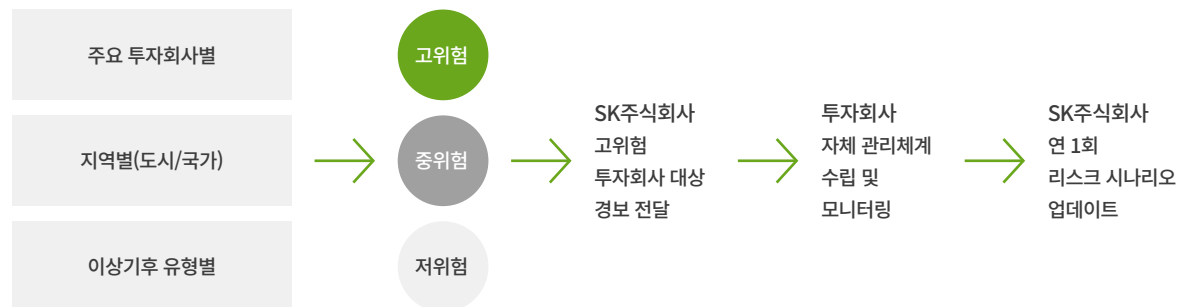 주요 투자회사별
지역별(도시/국가)
이상기후 유형별
고위험
중위험
저위험
SK주식회사
고위험
투자회사 대상
경보 전달
투자회사
자체 관리체계
수립 및
모니터링
SK주식회사
연 1회
리스크 시나리오
업데이트